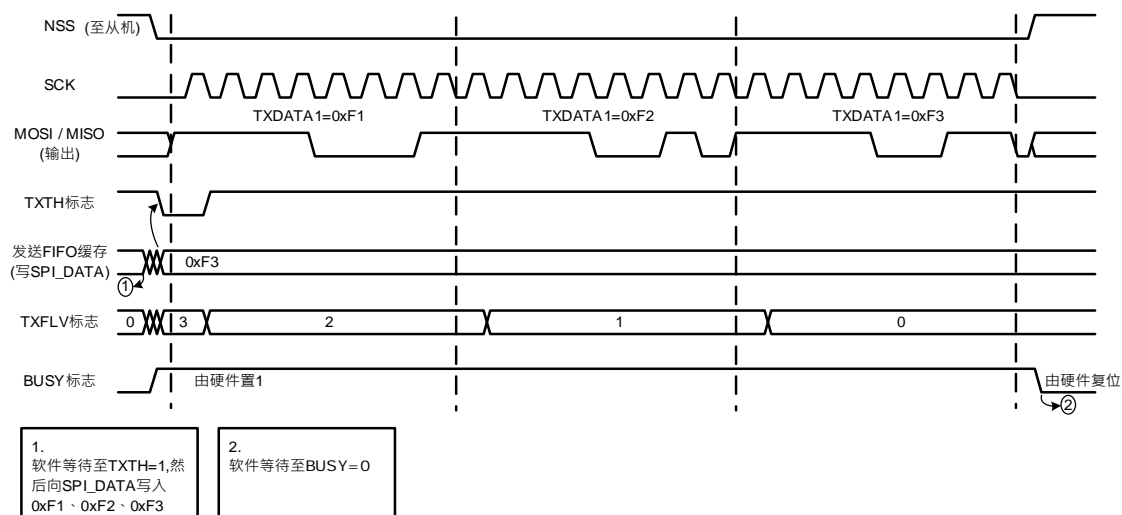 NSS (至从机)
SCK
TXDATA1=0xF1 TXDATA1=0xF2 TXDATA1=0xF3
MOSI / MISO
(输出)
TXTH标志
发送FIFO缓存
(写SPI_DATA)
0xF3
①
TXFLV标志 0 3 2 1 0
BUSY标志 由硬件置1 由硬件复位
②
1.
软件等待至TXTH=1,然
后向SPI_DATA写入
0xF1、0xF2、0xF3
2.
软件等待至BUSY=0